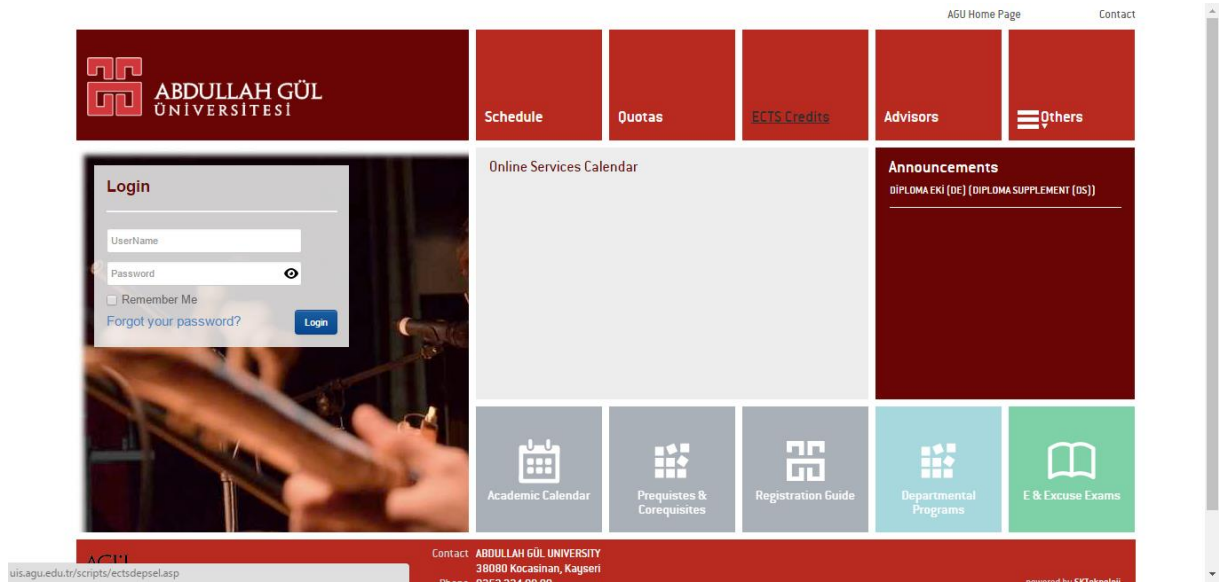 AGU Home Page
Contact
ABDULLAH GÜL
ÜNİVERSİTESİ
Schedule
Quotas
ECTS Credits
Advisors
Others
Login
UserName
Password
Remember Me
Forgot your password?
Login
Online Services Calendar
Announcements
DİPLOMA EKİ (DE) (DIPLOMA SUPPLEMENT (DS))
Academic Calendar
Prequistes &
Corequisites
Registration Guide
Departmental
Programs
E & Excuse Exams
Contact ABDULLAH GÜL UNIVERSITY
38080 Kocasinan, Kayseri
uis.agu.edu.tr/scripts/ectsdepsel.asp